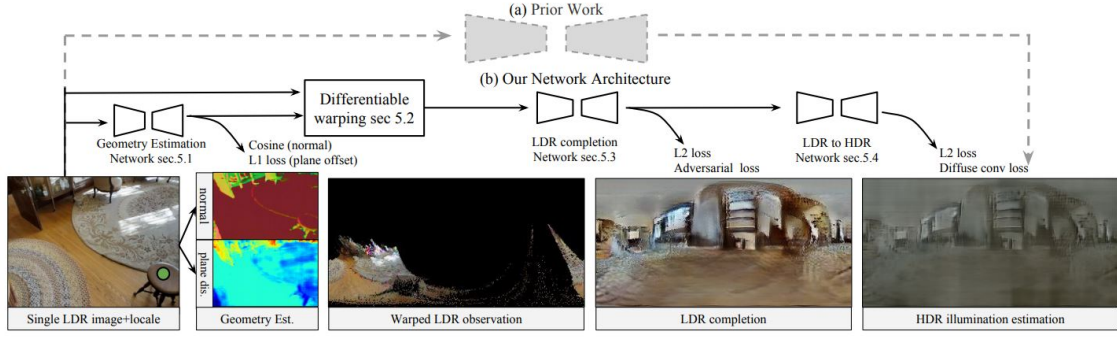 (a) Prior Work
(b) Our Network Architecture
Differentiable
warping sec 5.2
Geometry Estimation
Network sec.5.1
Cosine (normal)
L1 loss (plane offset)
LDR completion
Network sec.5.3
L2 loss
Adversarial loss
LDR to HDR
Network sec.5.4
L2 loss
Diffuse conv loss
normal
plane dis.
Single LDR image+locale
Geometry Est.
Warped LDR observation
LDR completion
HDR illumination estimation